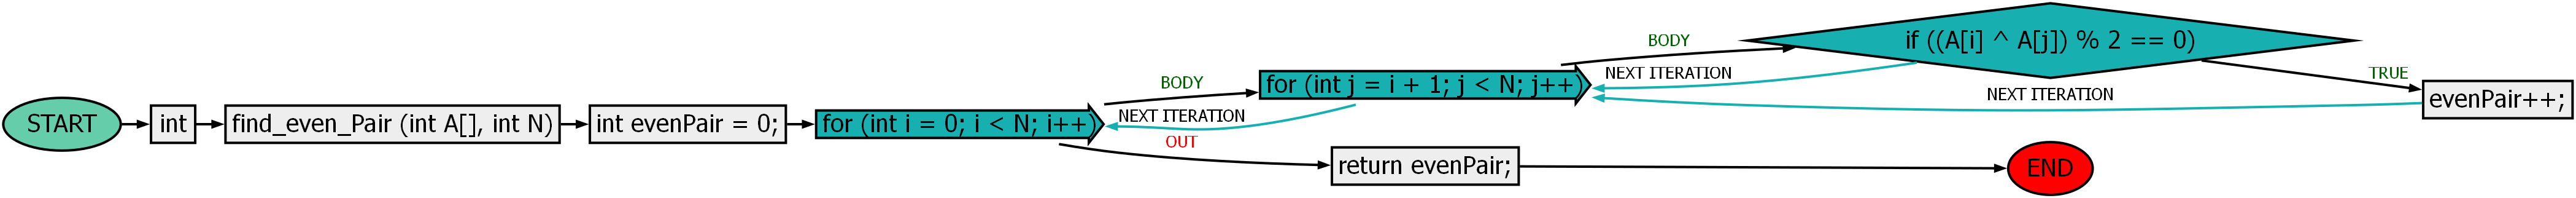 START
int
find_even_Pair (int A[], int N)
int evenPair = 0;
for (int i = 0; i < N; i++)
BODY
NEXT ITERATION
OUT
for (int j = i + 1; j < N; j++)
BODY
NEXT ITERATION
if ((A[i] ^ A[j]) % 2 == 0)
TRUE
NEXT ITERATION
evenPair++;
return evenPair;
END